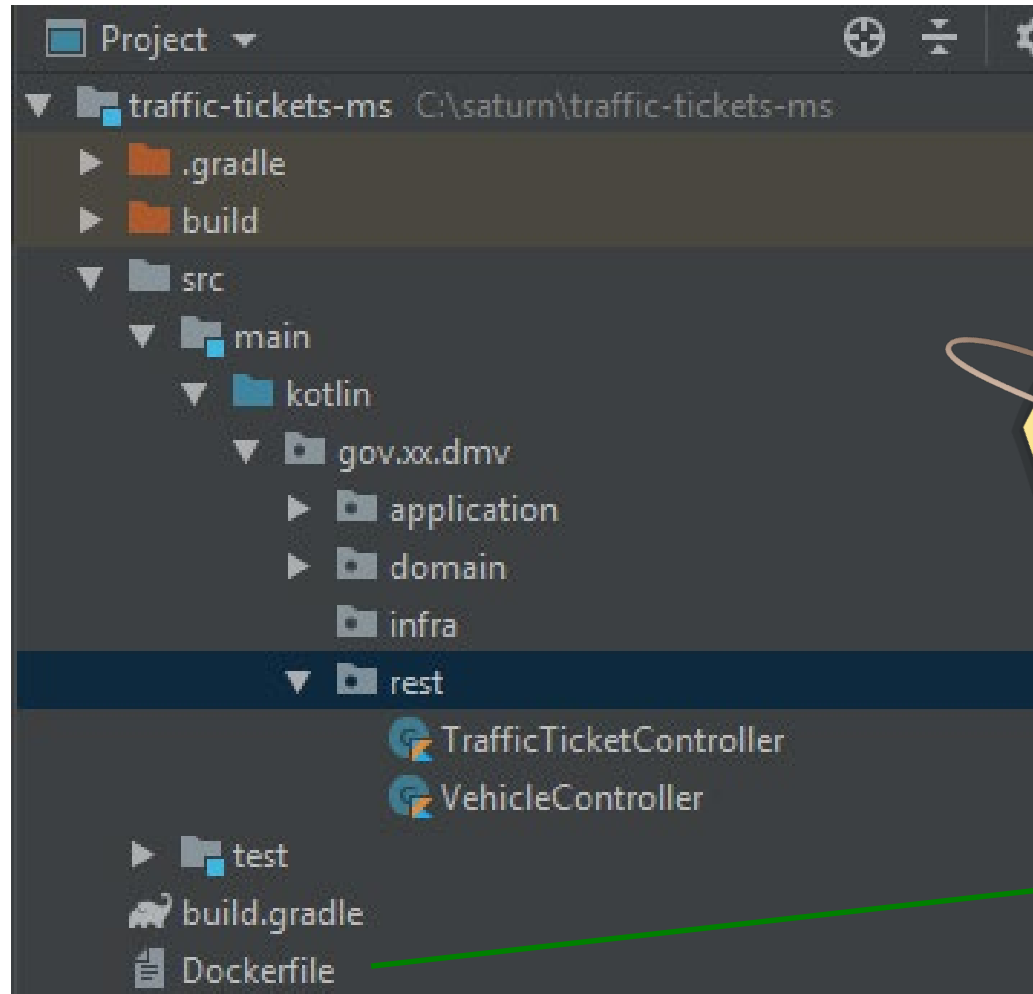 Project
traffic-tickets-ms C:\saturn\traffic-tickets-ms
.gradle
build
src
main
kotlin
gov.xx.dmv
application
domain
infra
rest
TrafficTicketController
VehicleController
test
build.gradle
Dockerfile